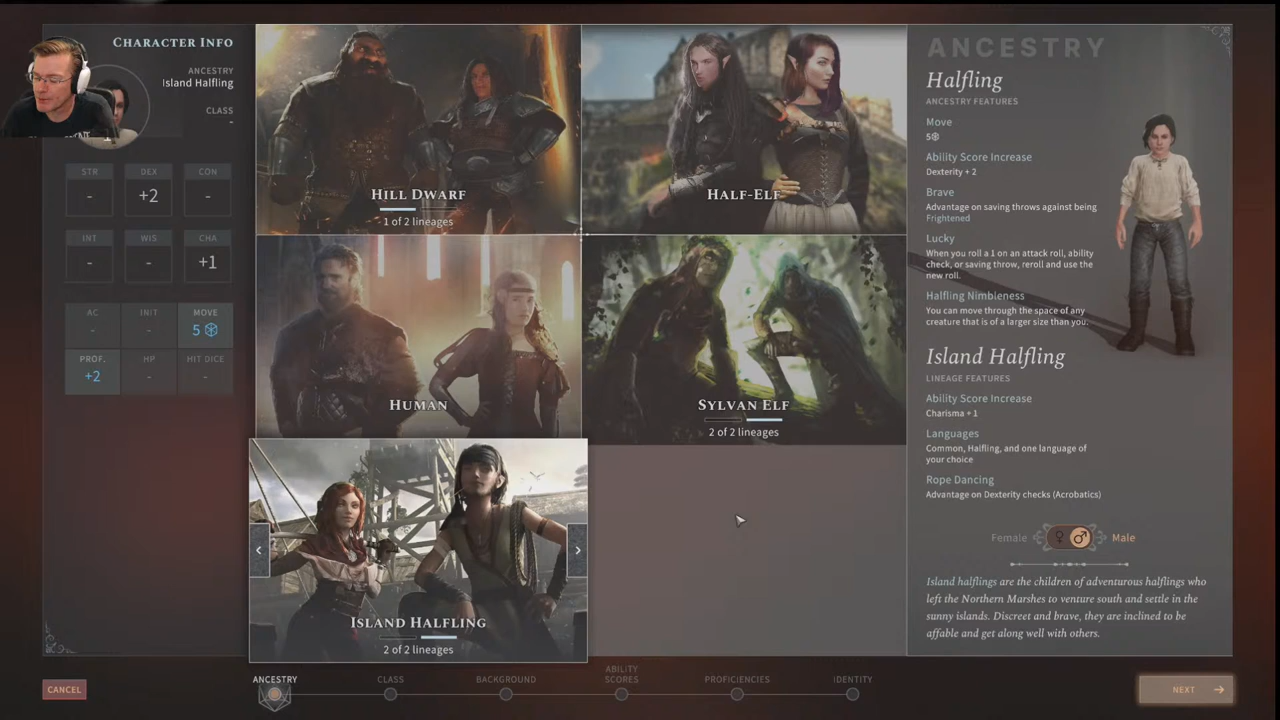 CHARACTER INFO
ANCESTRY
Island Halfling
CLASS
-
STR
DEX
CON
-
+2
-
INT
WIS
CHA
-
-
+1
AC
INIT
MOVE
-
-
5
PROF.
HP
HIT DICE
+2
-
-
HILL DWARF
1 of 2 lineages
HALF-ELF
HUMAN
SYLVAN ELF
2 of 2 lineages
ISLAND HALFLING
2 of 2 lineages
ANCESTRY
Halfling
ANCESTRY FEATURES
Move
5
Ability Score Increase
Dexterity + 2
Brave
Advantage on saving throws against being
Frightened
Lucky
When you roll a 1 on an attack roll, ability
check, or saving throw, reroll and use the
new roll.
Halfling Nimbleness
You can move through the space of any
creature that is of a larger size than you.
Island Halfling
LINEAGE FEATURES
Ability Score Increase
Charisma + 1
Languages
Common, Halfling, and one language of
your choice
Rope Dancing
Advantage on Dexterity checks (Acrobatics)
Female
Male
Island halflings are the children of adventurous halflings who
left the Northern Marshes to venture south and settle in the
sunny islands. Discreet and brave, they are inclined to be
affable and get along well with others.
CANCEL
ANCESTRY
CLASS
BACKGROUND
ABILITY
SCORES
PROFICIENCIES
IDENTITY
NEXT